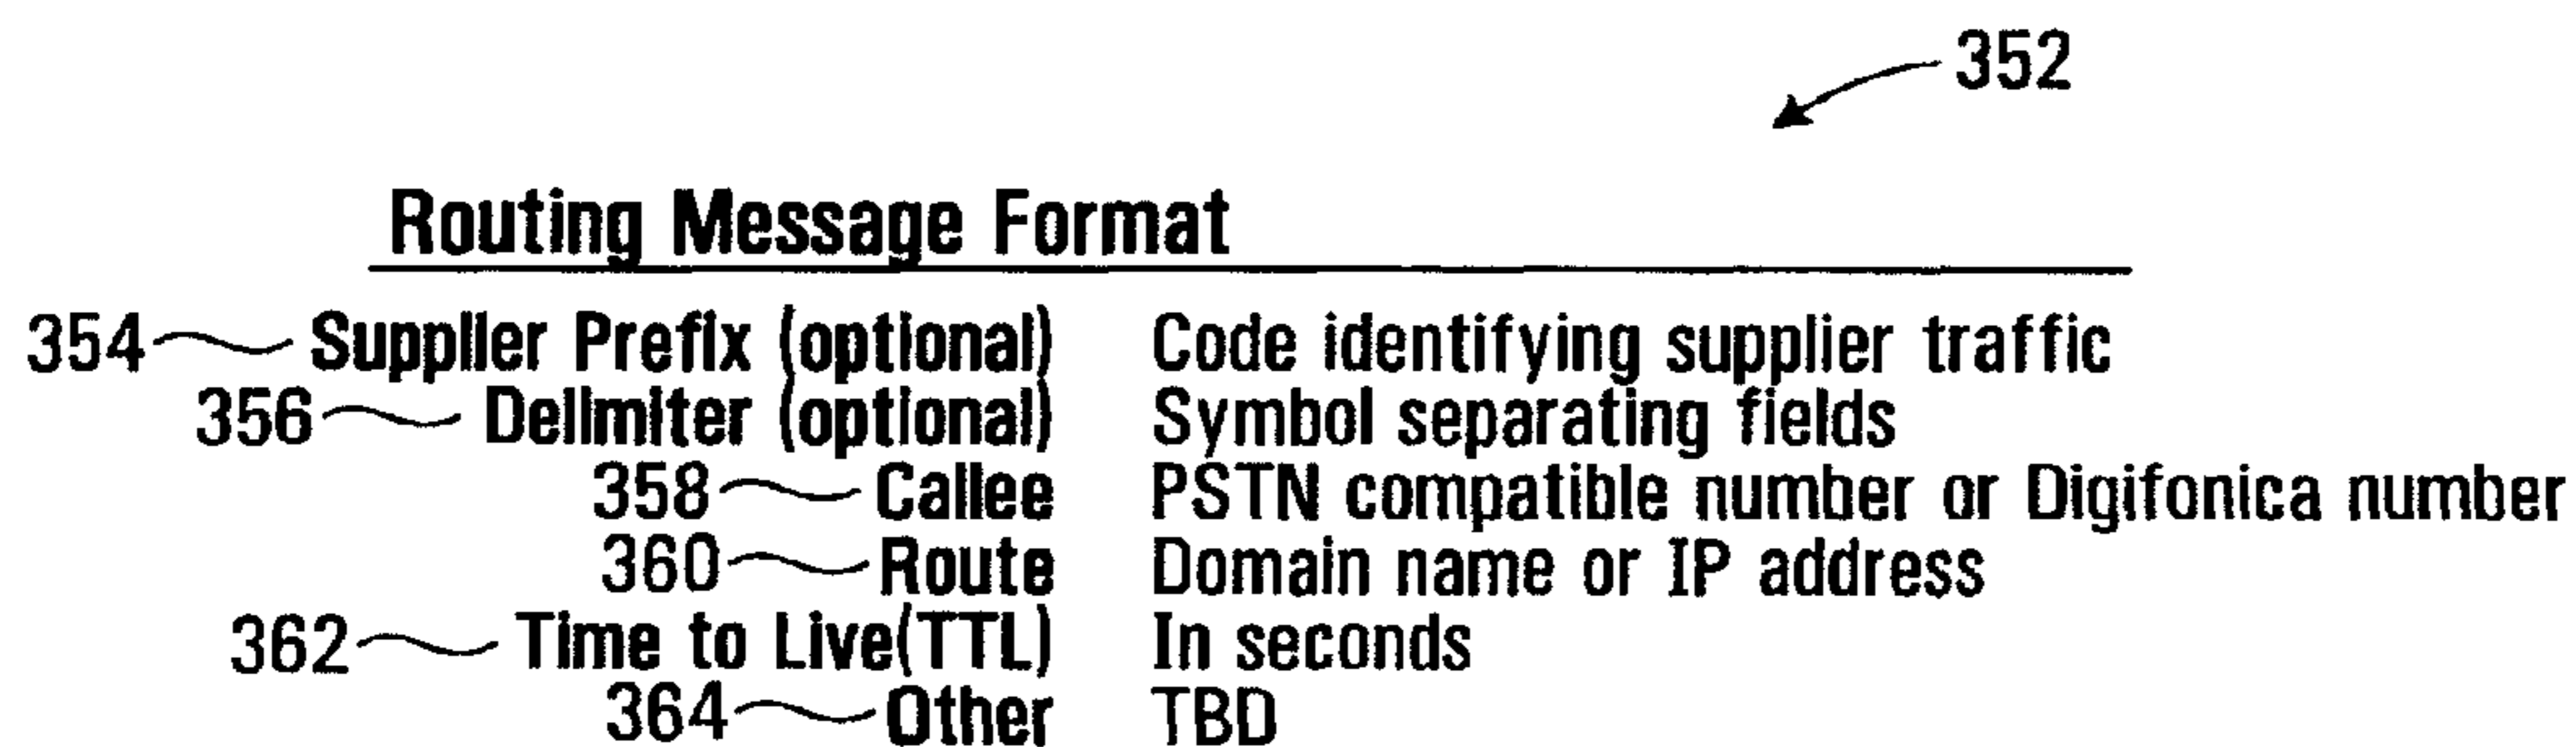 352
Routing Message Format
354 Supplier Prefix (optional) Code identifying supplier traffic
356 Delimiter (optional) Symbol separating fields
358 Callee PSTN compatible number or Digifonica number
360 Route Domain name or IP address
362 Time to Live(TTL) In seconds
364 Other TBD